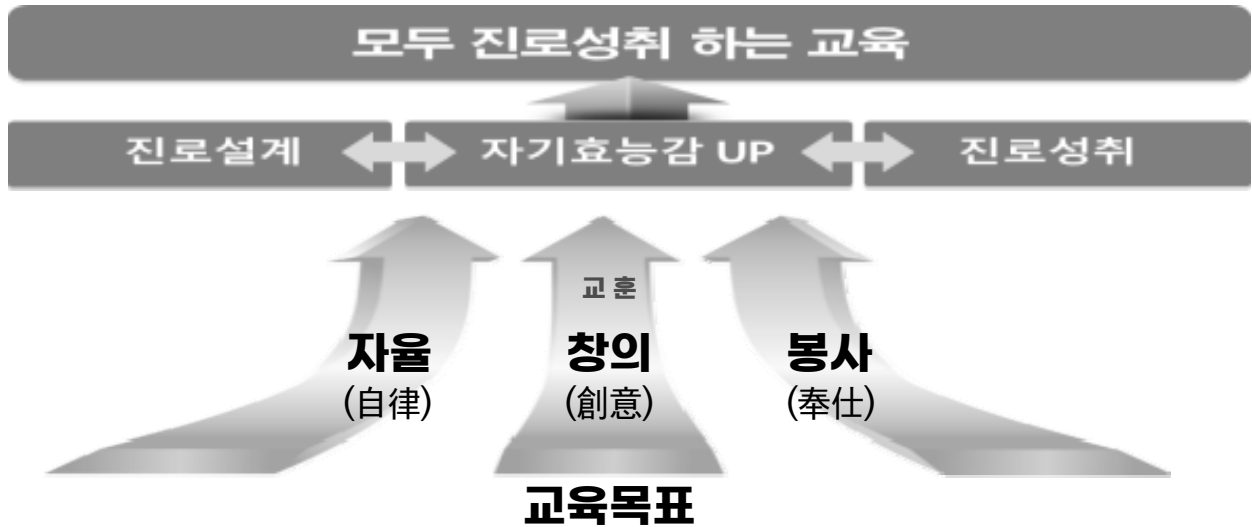 모두 진로성취 하는 교육
진로설계 자기효능감 UP 진로성취
교 훈
자율 창의 봉사
(自律) (創意) (奉仕)
교육목표